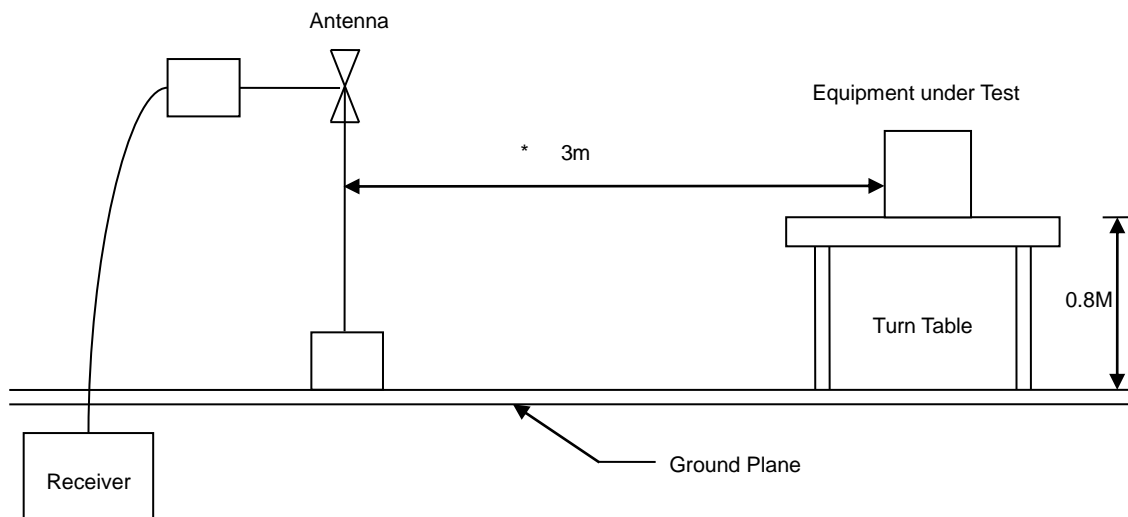 Antenna
Equipment under Test
* 3m
0.8M
Turn Table
Ground Plane
Receiver